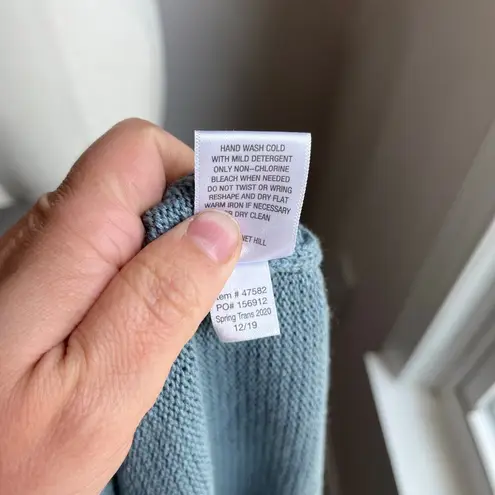 HAND WASH COLD
WITH MILD DETERGENT
ONLY NON-CHLORINE
BLEACH WHEN NEEDED
DO NOT TWIST OR WRING
RESHAPE AND DRY FLAT
WARM IRON IF NECESSARY
DRY CLEAN
HILL
Item # 47582
PO# 156912
Spring Trans 2020
12/19